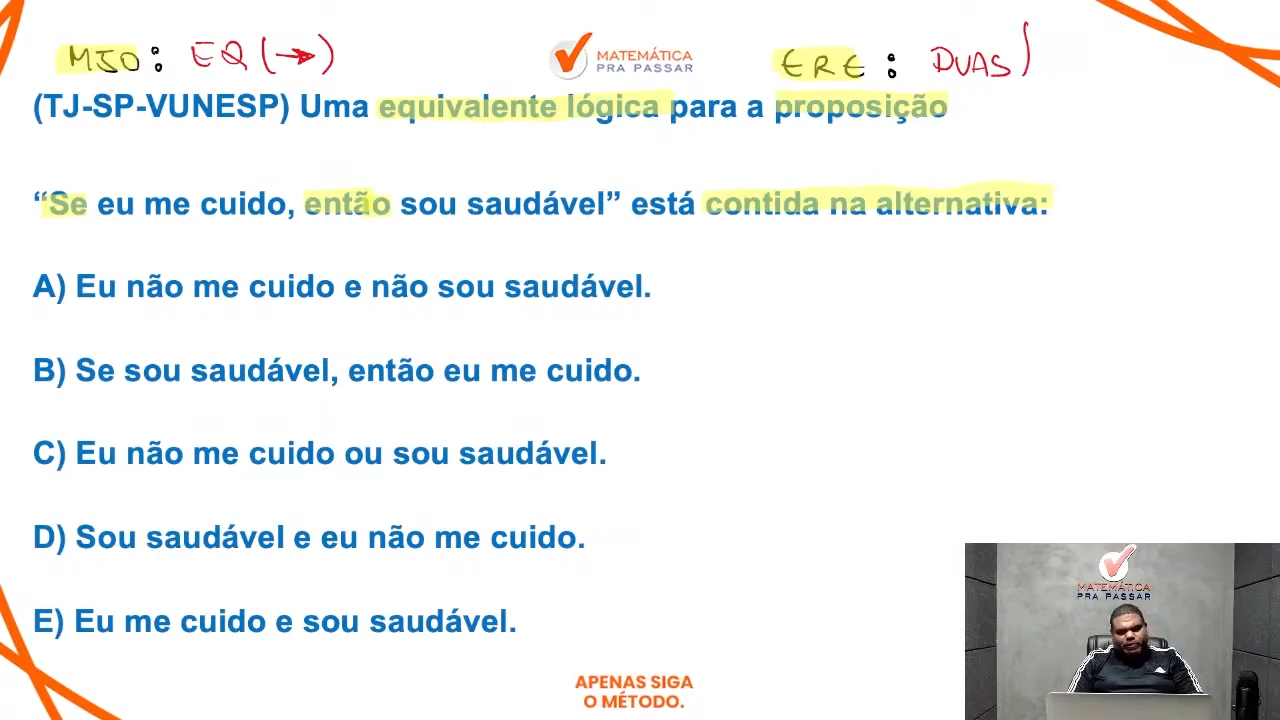 MJO: EQ (→)
MATEMÁTICA
PRA PASSAR
ERE: DUAS
(TJ-SP-VUNESP) Uma equivalente lógica para a proposição
“Se eu me cuido, então sou saudável” está contida na alternativa:
A) Eu não me cuido e não sou saudável.
B) Se sou saudável, então eu me cuido.
C) Eu não me cuido ou sou saudável.
D) Sou saudável e eu não me cuido.
E) Eu me cuido e sou saudável.
MATEMÁTICA
PRA PASSAR
APENAS SIGA
O MÉTODO.